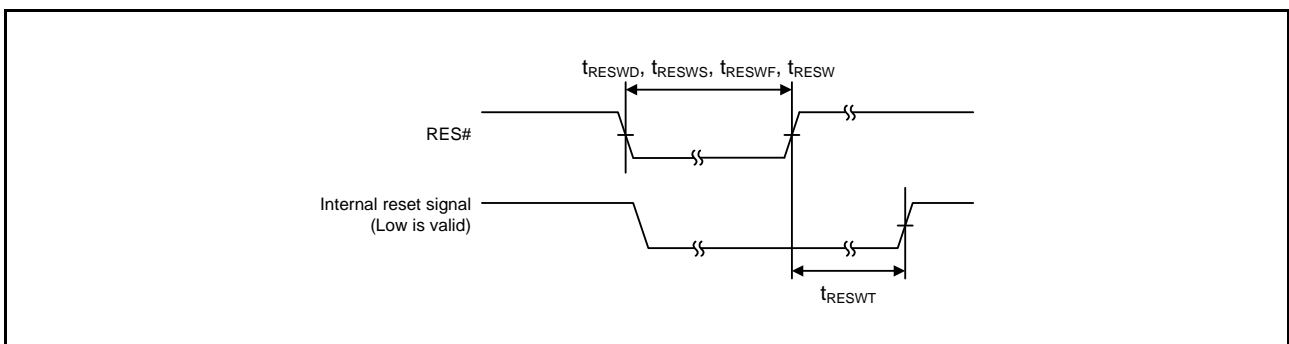 tRESWD, tRESWS, tRESWF, tRESW
RES#
Internal reset signal
(Low is valid)
tRESWT